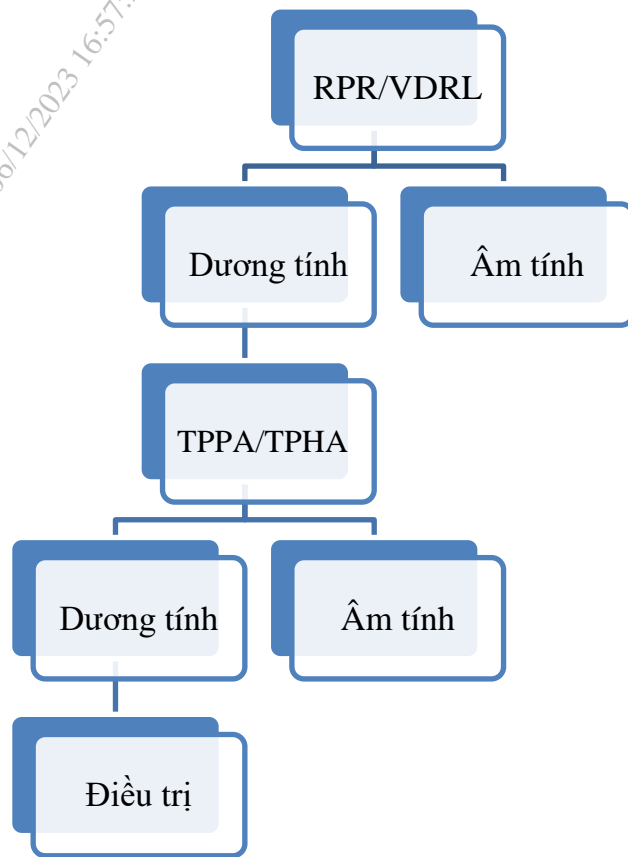 RPR/VDRL
Dương tính
Âm tính
TPPA/TPHA
Dương tính
Âm tính
Điều trị